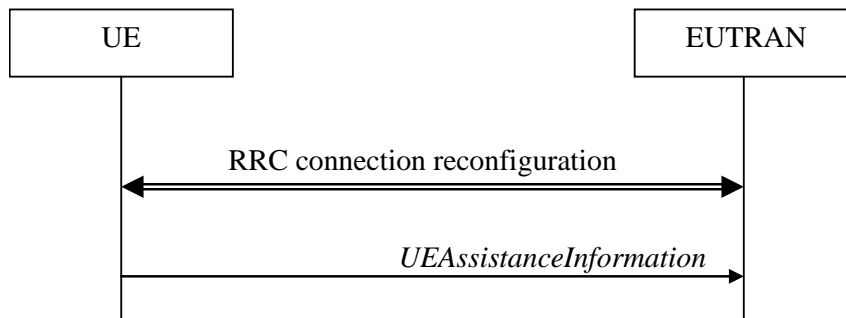 UE
EUTRAN
RRC connection reconfiguration
UEAssistanceInformation